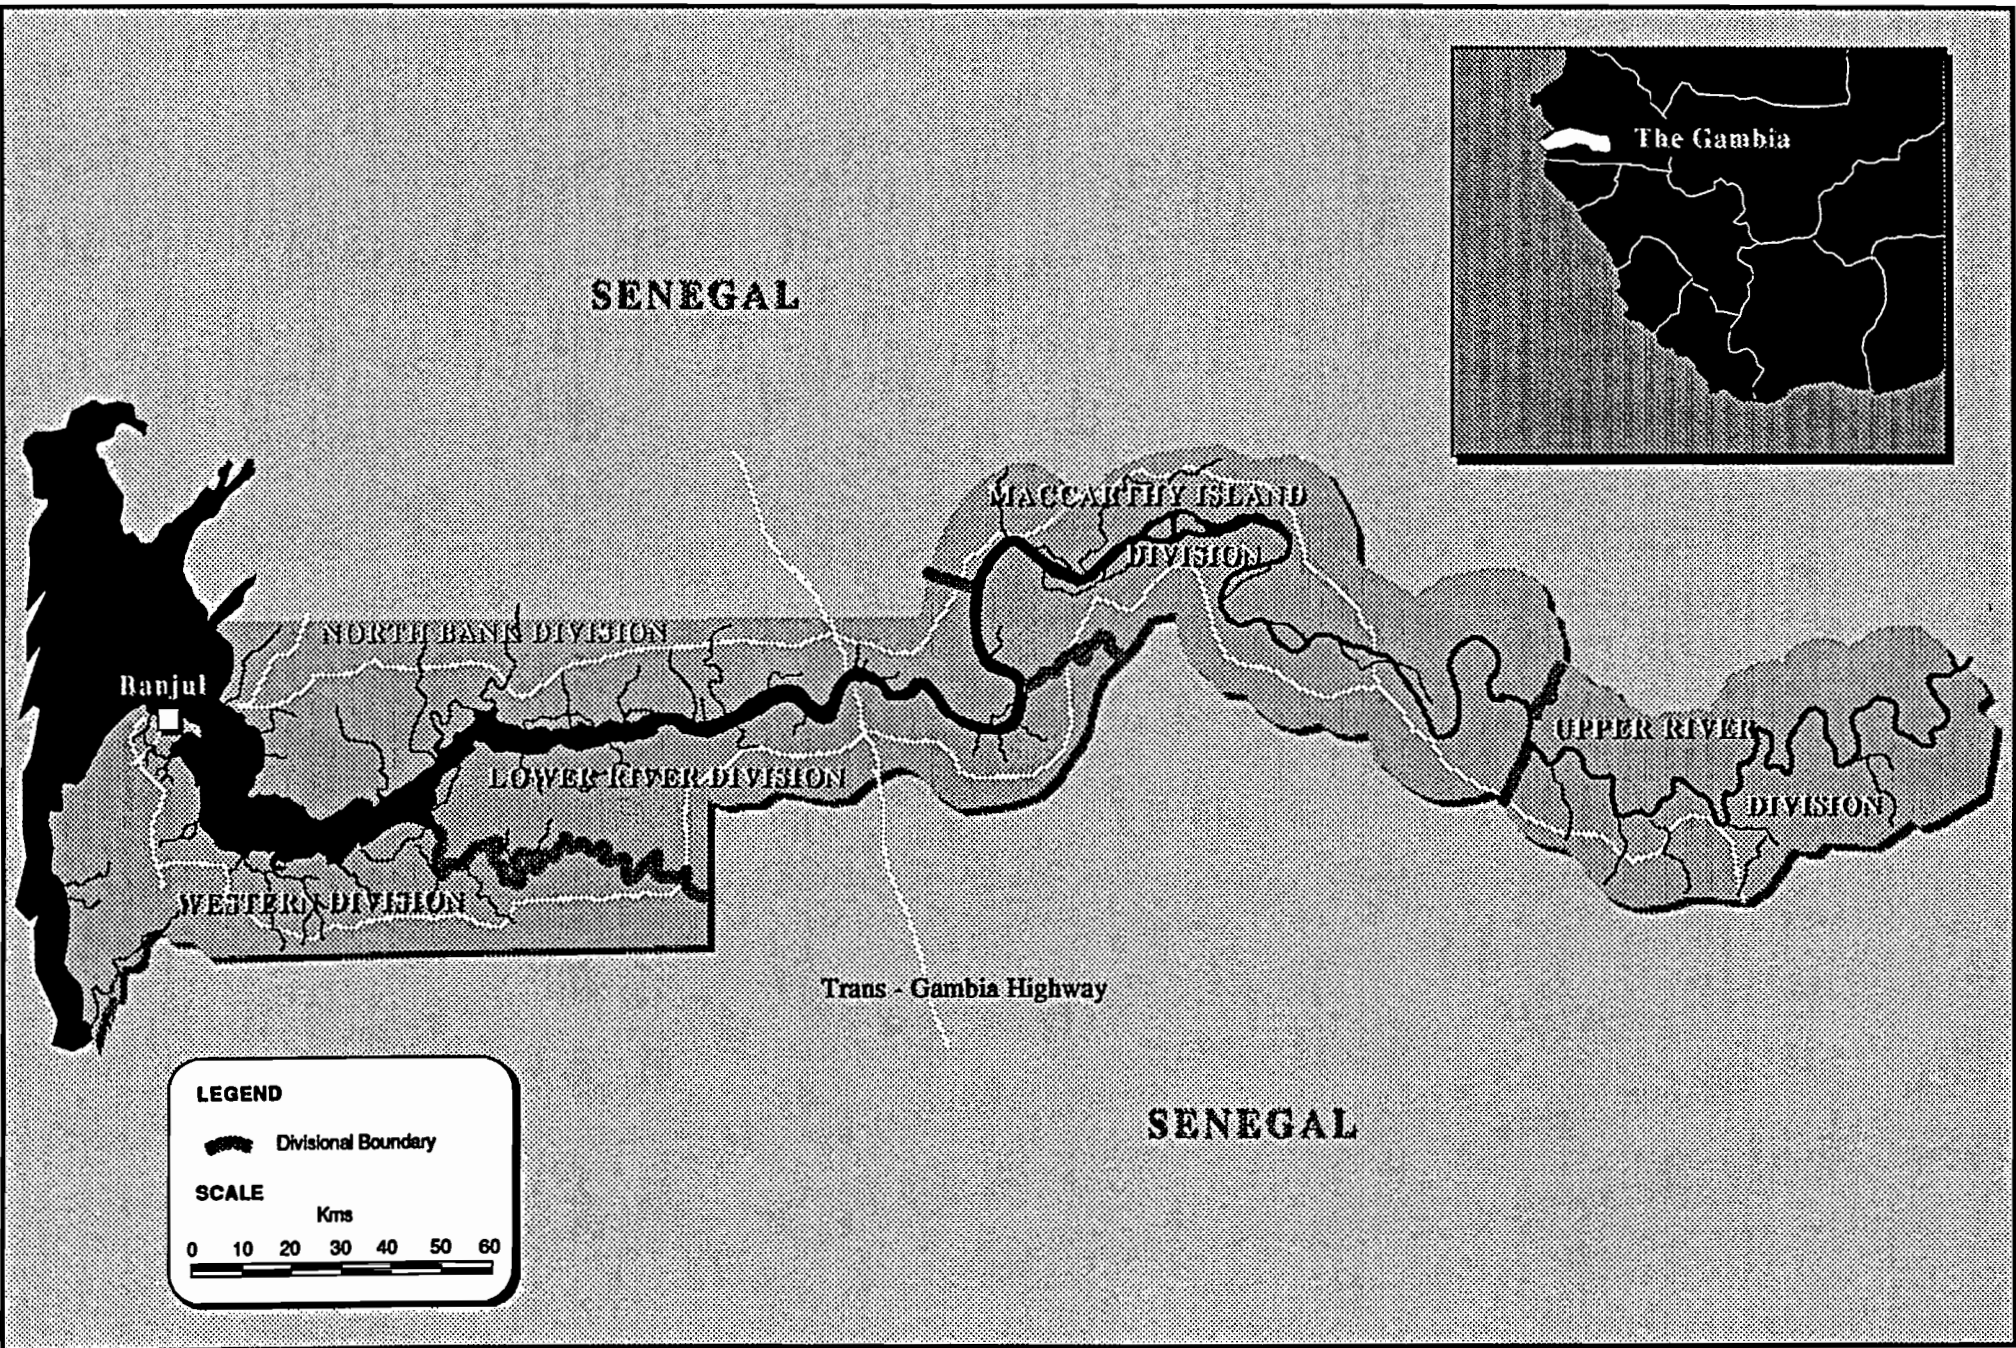 The Gambia
SENEGAL
MACCARTHY ISLAND
DIVISION
NORTH BANK DIVISION
Banjul
UPPER RIVER
LOWER RIVER DIVISION
DIVISION
WESTERN DIVISION
Trans - Gambia Highway
LEGEND
Divisional Boundary
SENEGAL
SCALE
Kms
0 10 20 30 40 50 60